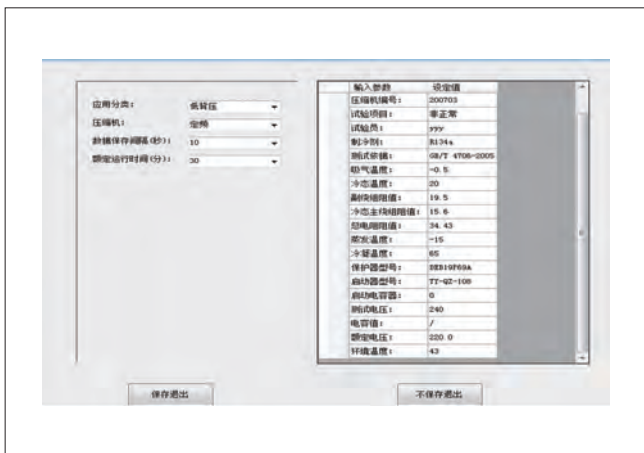 应用分类： 低背压
压缩机： 定频
数据保存间隔(秒)： 10
额定运行时间(分)： 30
输入参数 设定值
压缩机编号： 200703
试验项目： 非正常
试验员： yyy
制冷剂： R134a
测试依据： GB/T 4706-2005
吸气温度： -0.5
冷态温度： 20
副绕组阻值： 19.5
冷态主绕组阻值： 15.6
总电阻阻值： 34.43
蒸发温度： -15
冷凝温度： 65
保护器型号：
启动器型号： TT-QZ-108
启动电容器： 0
测试电压： 240
电容值： /
额定电压： 220.0
环境温度： 43
保存退出 不保存退出